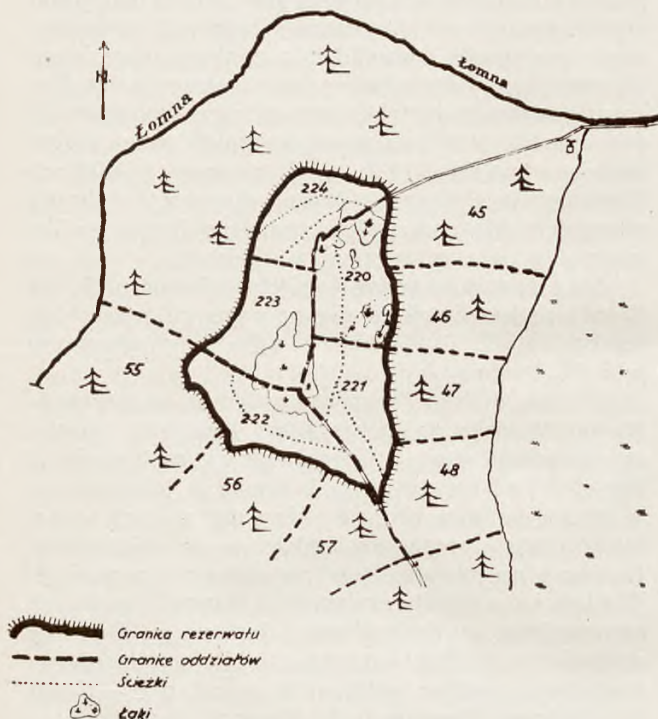 Łomna
N.
Łomna
224
45
220
223
46
55
47
221
222
48
56
57
Granica rezerwatu
Granice oddziałów
Ścieżki
Łąki